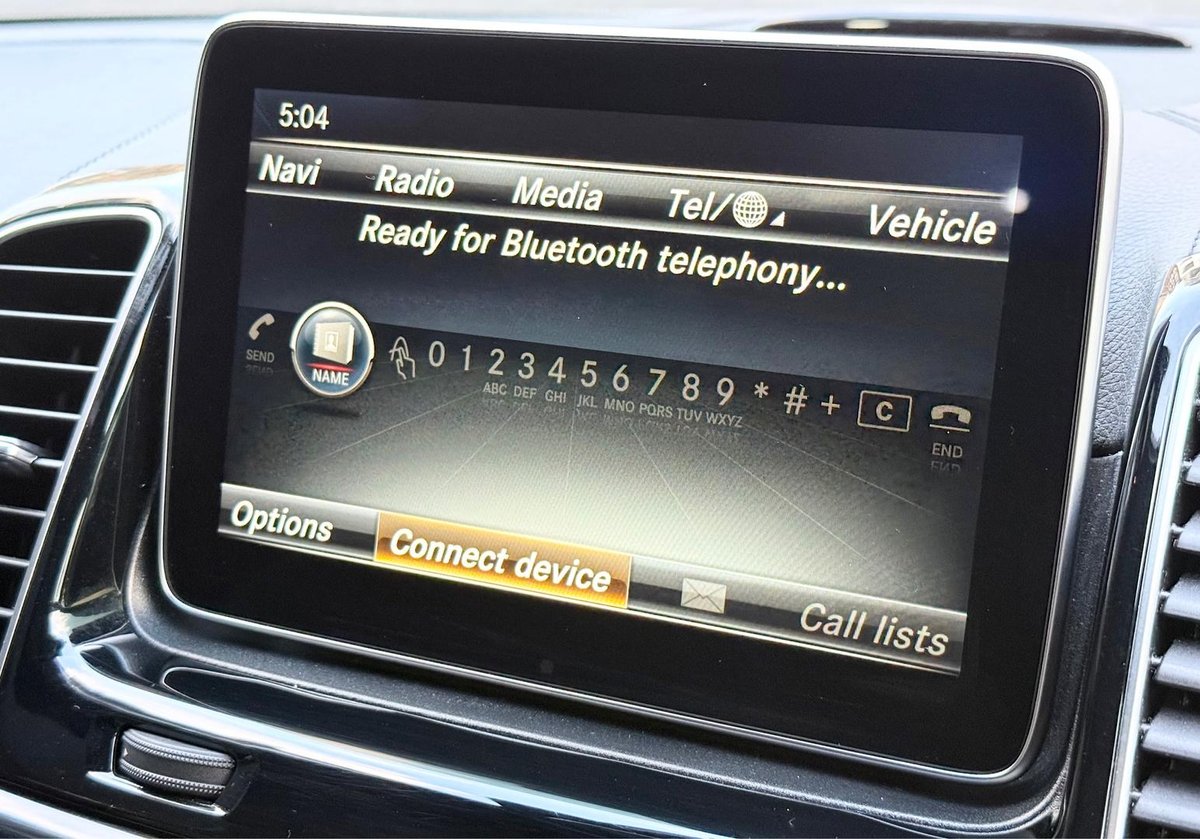 5:04
Navi Radio Media Tel/ Vehicle
Ready for Bluetooth telephony...
SEND NAME 0 1 2 3 4 5 6 7 8 9 * # + C END
ABC DEF GHI JKL MNO PQRS TUV WXYZ
Options Connect device Call lists